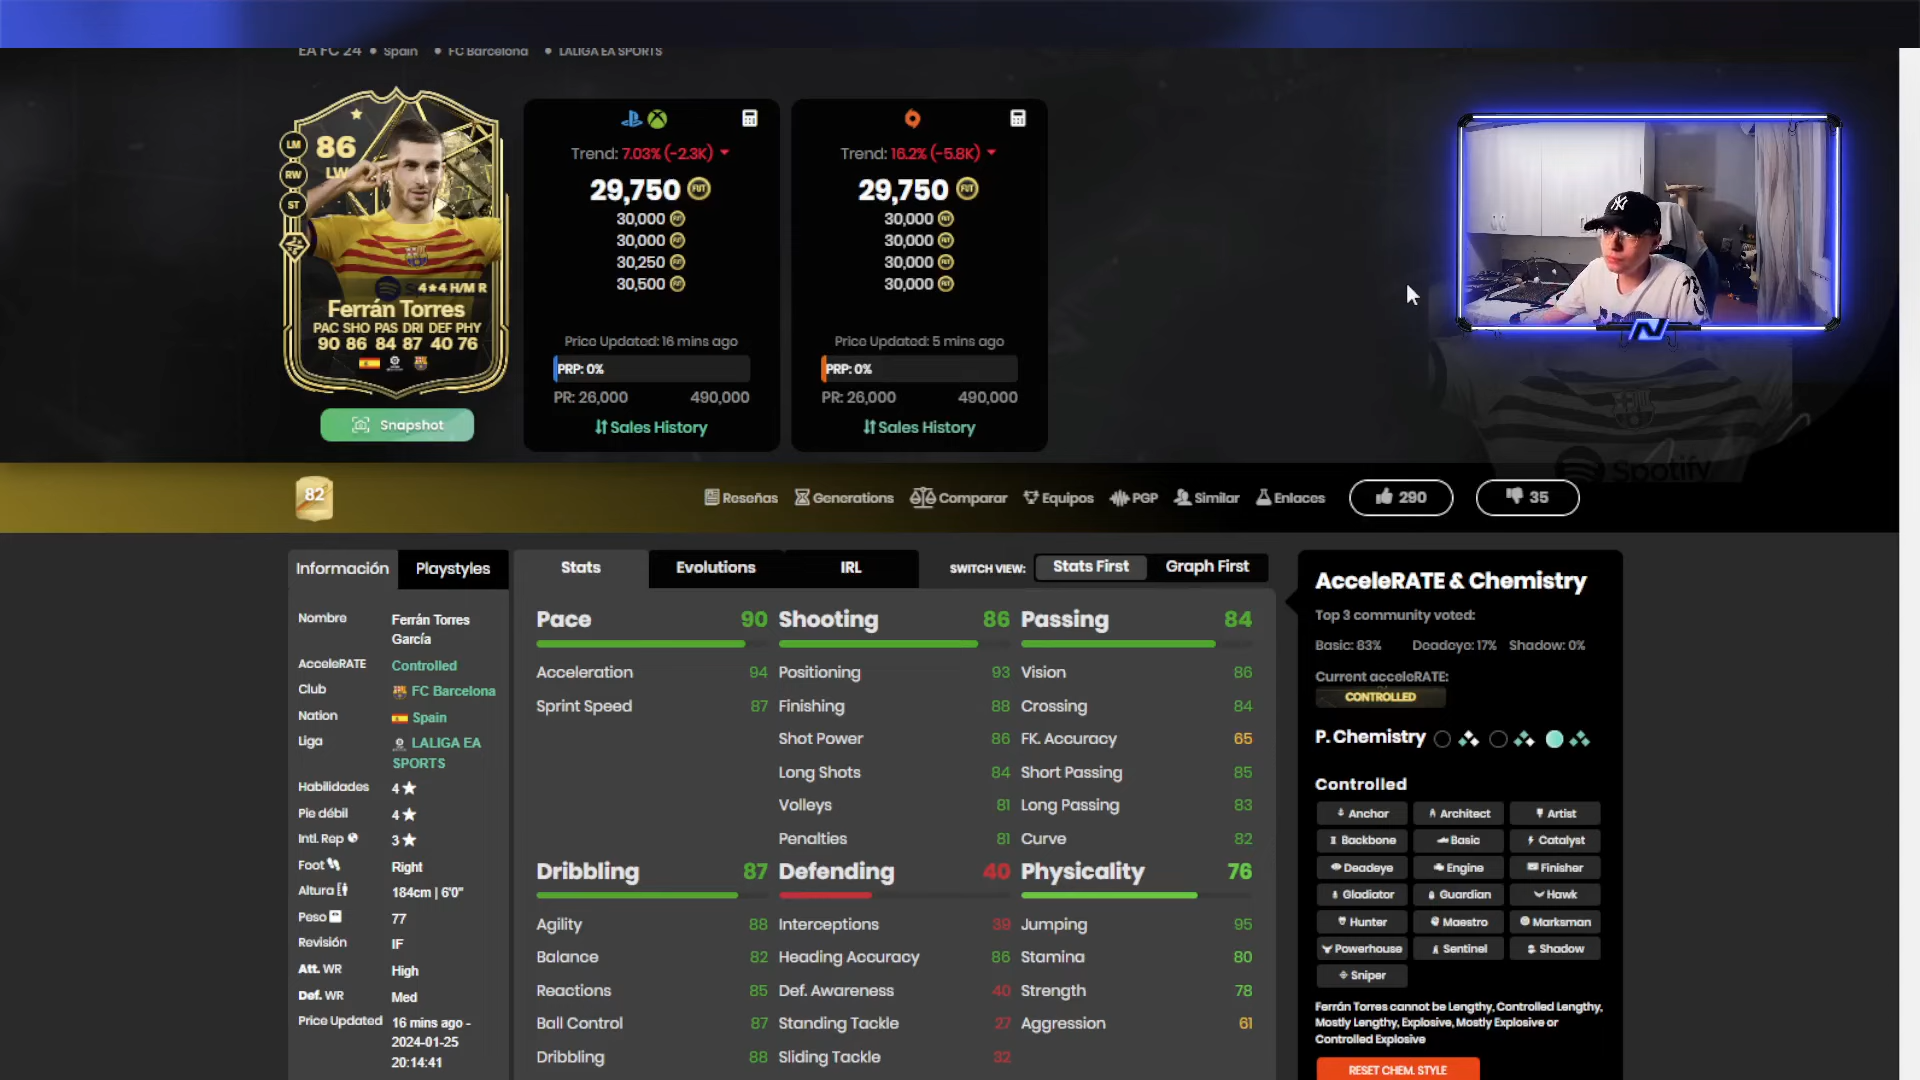 EA FC 24 • Spain • FC Barcelona • LALIGA EA SPORTS
LM
RW
ST
86
LW
4★4 H/M R
Ferrán Torres
PAC SHO PAS DRI DEF PHY
90 86 84 87 40 76
Snapshot
Trend: 7.03% (-2.3K)
29,750
30,000
30,000
30,250
30,500
Price Updated: 16 mins ago
PRP: 0%
PR: 26,000 490,000
Sales History
Trend: 16.2% (-5.8K)
29,750
30,000
30,000
30,000
30,000
Price Updated: 5 mins ago
PRP: 0%
PR: 26,000 490,000
Sales History
Spotify
82
Reseñas Generations Comparar Equipos PGP Similar Enlaces 290 35
Información Playstyles
Nombre Ferrán Torres García
AcceleRATE Controlled
Club FC Barcelona
Nation Spain
Liga LALIGA EA SPORTS
Habilidades 4★
Pie débil 4★
Intl. Rep 3★
Foot Right
Altura 184cm | 6'0"
Peso 77
Revisión IF
Att. WR High
Def. WR Med
Price Updated 16 mins ago - 2024-01-25 20:14:41
Stats Evolutions IRL SWITCH VIEW: Stats First Graph First
Pace 90
Acceleration 94
Sprint Speed 87
Shooting 86
Positioning 93
Finishing 88
Shot Power 86
Long Shots 84
Volleys 81
Penalties 81
Passing 84
Vision 86
Crossing 84
FK. Accuracy 65
Short Passing 85
Long Passing 83
Curve 82
Dribbling 87
Agility 88
Balance 82
Reactions 85
Ball Control 87
Dribbling 88
Defending 40
Interceptions 39
Heading Accuracy 86
Def. Awareness 40
Standing Tackle 27
Sliding Tackle 32
Physicality 76
Jumping 95
Stamina 80
Strength 78
Aggression 61
AcceleRATE & Chemistry
Top 3 community voted:
Basic: 83% Deadeye: 17% Shadow: 0%
Current acceleRATE:
CONTROLLED
P. Chemistry
Controlled
Anchor Architect Artist
Backbone Basic Catalyst
Deadeye Engine Finisher
Gladiator Guardian Hawk
Hunter Maestro Marksman
Powerhouse Sentinel Shadow
Sniper
Ferrán Torres cannot be Lengthy, Controlled Lengthy,
Mostly Lengthy, Explosive, Mostly Explosive or
Controlled Explosive
RESET CHEM. STYLE